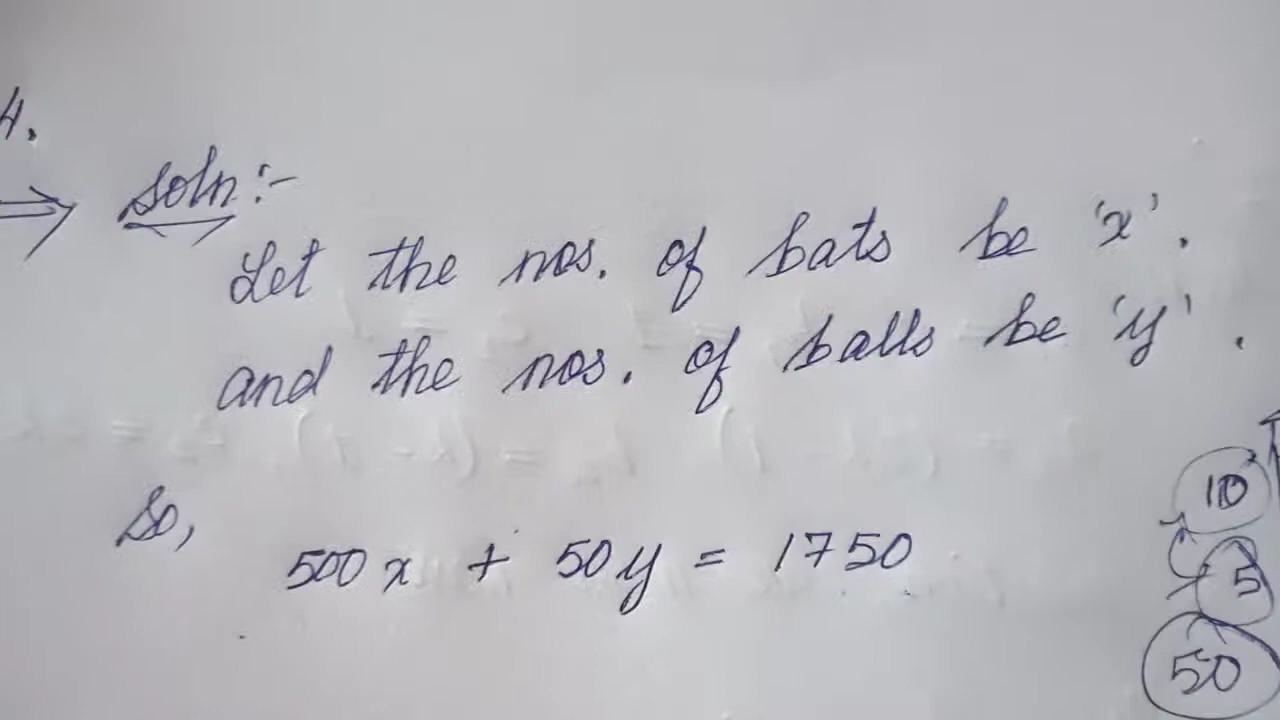 4.
⇒ Soln:-
Let the nos. of bats be 'x'.
and the nos. of balls be 'y'.
So,
500x + 50y = 1750
10
5
50